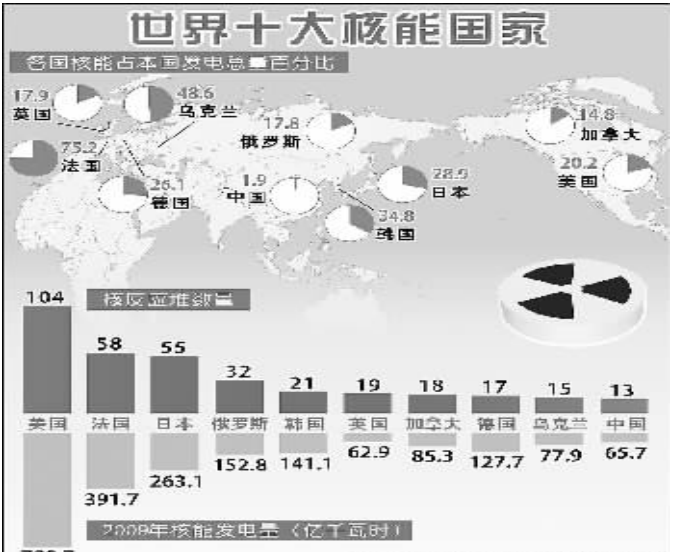 世界十大核能国家
各国核能占本国发电总量百分比
17.9
英国
48.6
乌克兰
17.8
俄罗斯
14.8
加拿大
75.2
法国
26.1
德国
1.9
中国
28.9
日本
34.8
韩国
20.2
美国
核反应堆数量
104 58 55 32 21 19 18 17 15 13
美国 法国 日本 俄罗斯 韩国 英国 加拿大 德国 乌克兰 中国
391.7 263.1 152.8 141.1 62.9 85.3 127.7 77.9 65.7
2009年核能发电量（亿千瓦时）